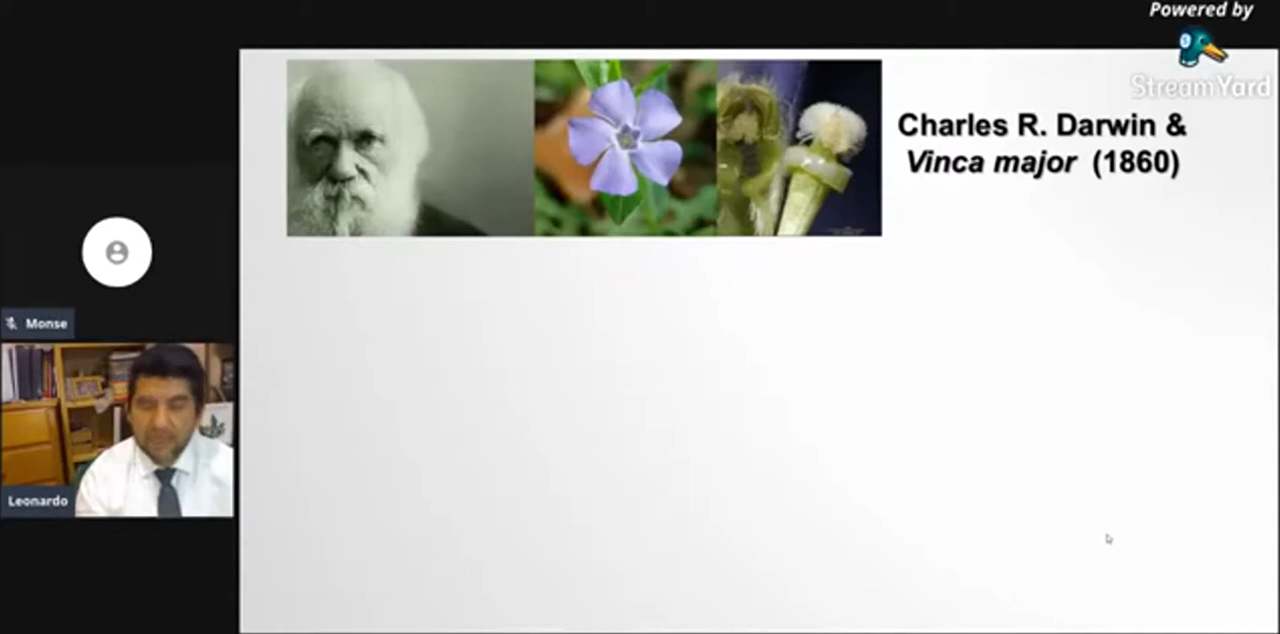 Powered by
StreamYard
Charles R. Darwin &
Vinca major (1860)
Monse
Leonardo